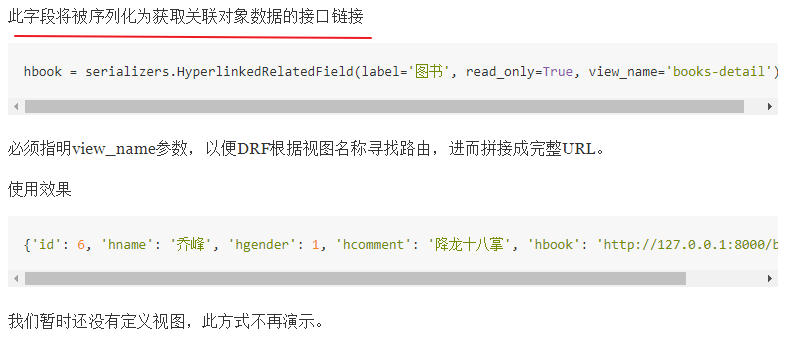 此字段将被序列化为获取关联对象数据的接口链接
hbook = serializers.HyperlinkedRelatedField(label='图书', read_only=True, view_name='books-detail')
必须指明view_name参数，以便DRF根据视图名称寻找路由，进而拼接成完整URL。
使用效果
{'id': 6, 'hname': '乔峰', 'hgender': 1, 'hcomment': '降龙十八掌', 'hbook': 'http://127.0.0.1:8000/b
我们暂时还没有定义视图，此方式不再演示。